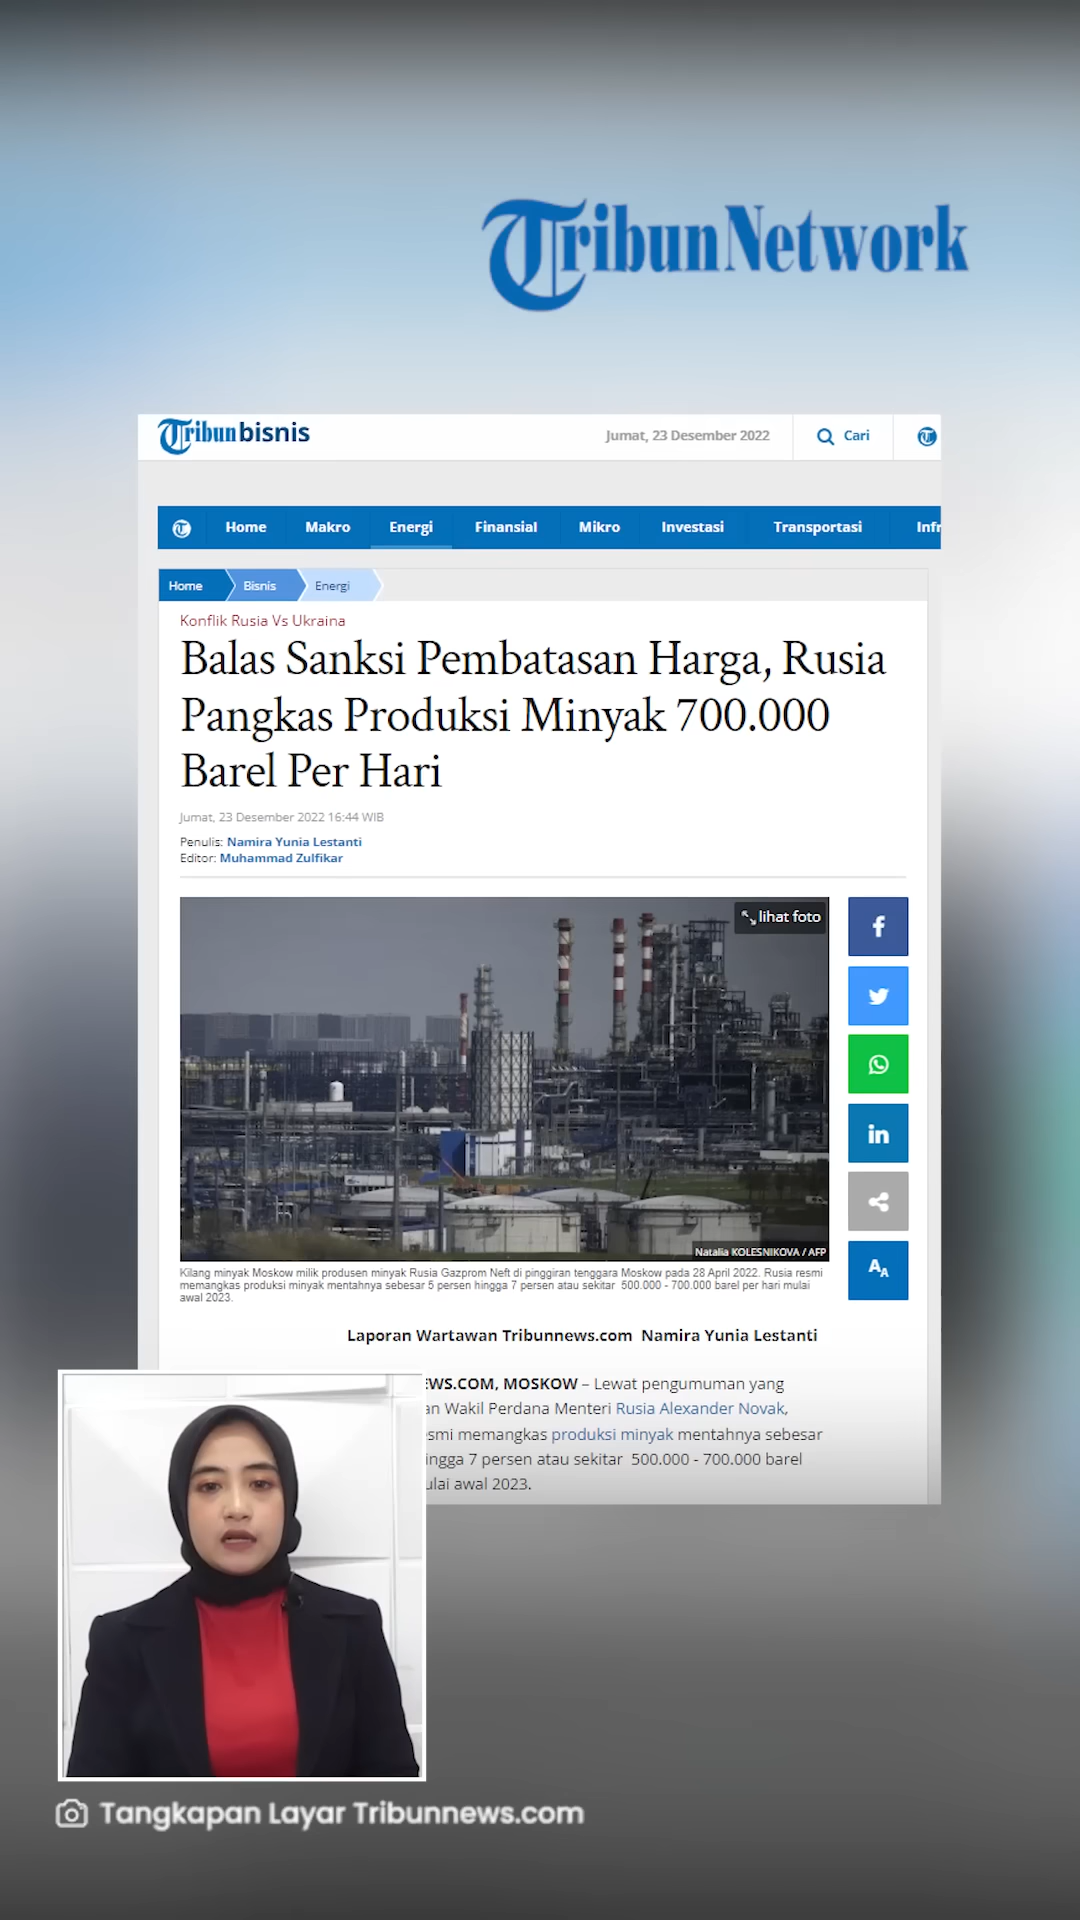 Tribun Network
Tribunbisnis
Jumat, 23 Desember 2022
Cari
Home
Makro
Energi
Finansial
Mikro
Investasi
Transportasi
Infr
Home
Bisnis
Energi
Konflik Rusia Vs Ukraina
Balas Sanksi Pembatasan Harga, Rusia
Pangkas Produksi Minyak 700.000
Barel Per Hari
Jumat, 23 Desember 2022 16:44 WIB
Penulis: Namira Yunia Lestanti
Editor: Muhammad Zulfikar
lihat foto
Natalia KOLESNIKOVA / AFP
Kilang minyak Moskow milik produsen minyak Rusia Gazprom Neft di pinggiran tenggara Moskow pada 28 April 2022. Rusia resmi
memangkas produksi minyak mentahnya sebesar 5 persen hingga 7 persen atau sekitar 500.000 - 700.000 barel per hari mulai
awal 2023.
Laporan Wartawan Tribunnews.com Namira Yunia Lestanti
EWS.COM, MOSKOW – Lewat pengumuman yang
an Wakil Perdana Menteri Rusia Alexander Novak,
esmi memangkas produksi minyak mentahnya sebesar
ingga 7 persen atau sekitar 500.000 - 700.000 barel
ulai awal 2023.
Tangkapan Layar Tribunnews.com